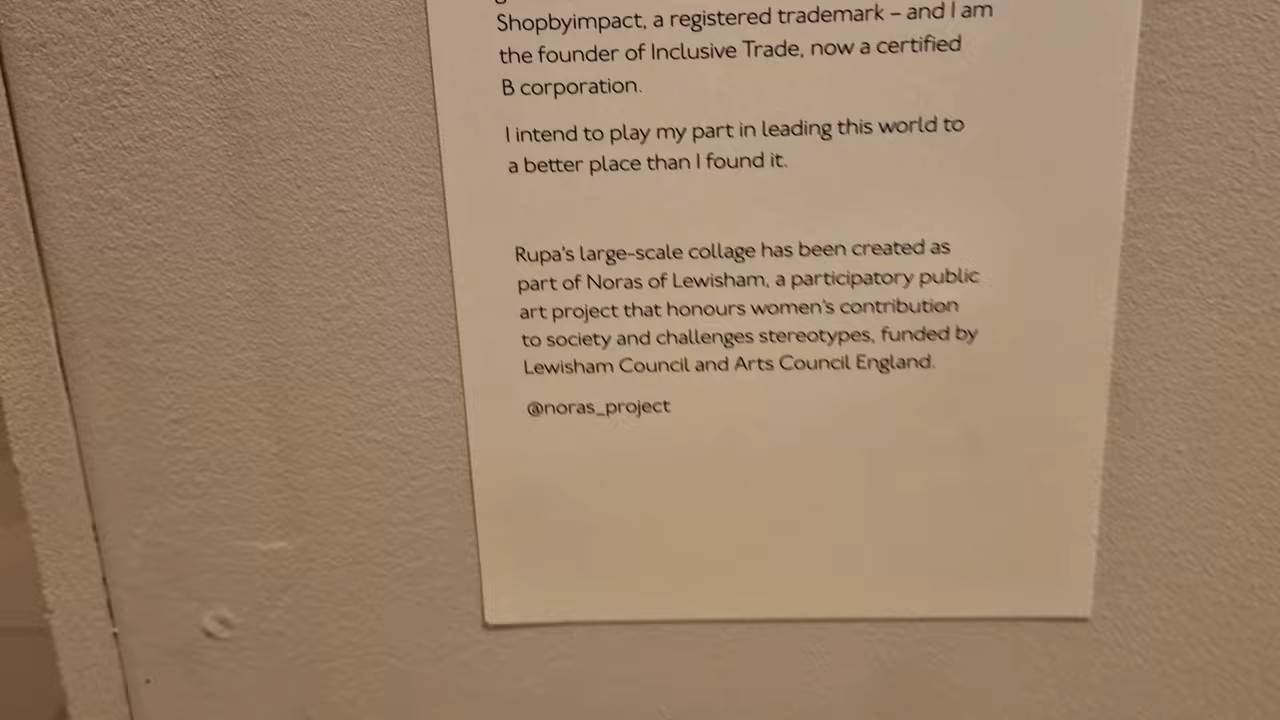 Shopbyimpact, a registered trademark – and I am
the founder of Inclusive Trade, now a certified
B corporation.
I intend to play my part in leading this world to
a better place than I found it.
Rupa's large-scale collage has been created as
part of Noras of Lewisham, a participatory public
art project that honours women's contribution
to society and challenges stereotypes, funded by
Lewisham Council and Arts Council England.
@noras_project